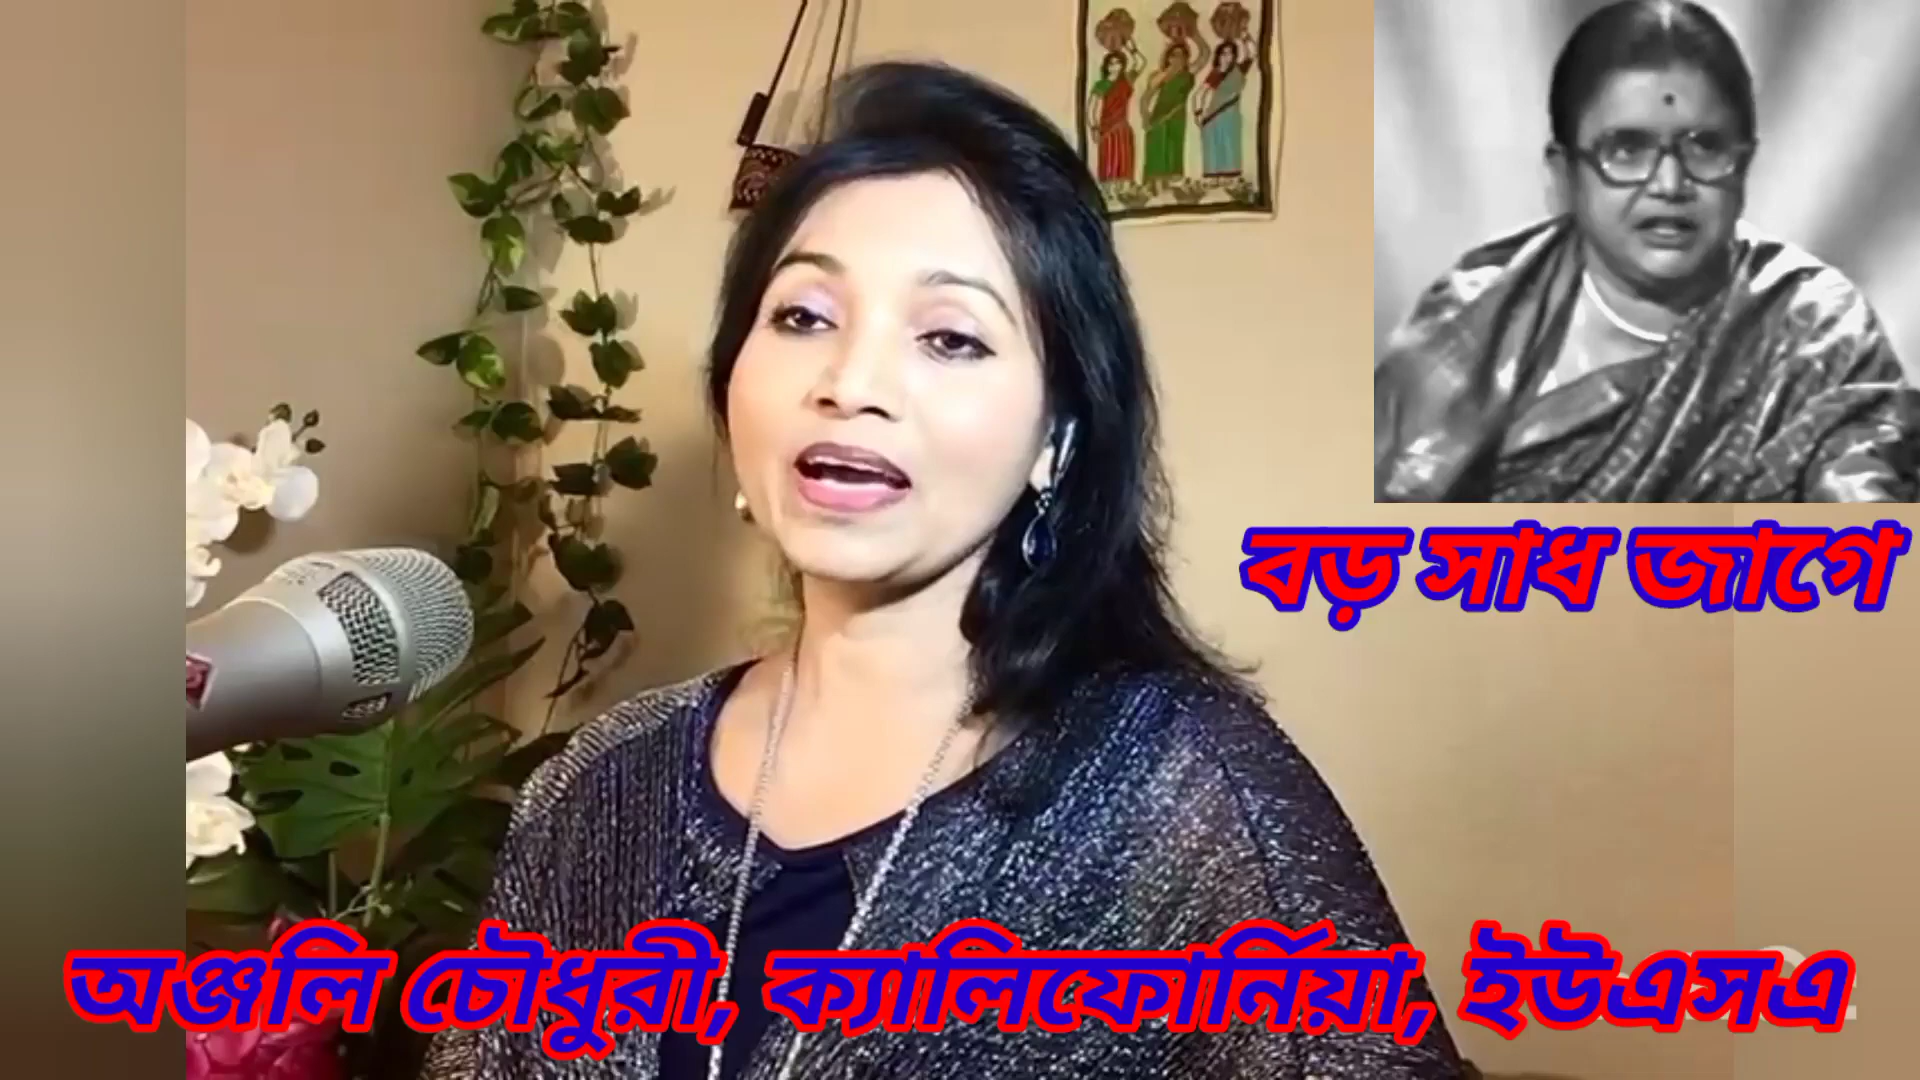 বড় সাধ জাগে
অঞ্জলি চৌধুরী, ক্যালিফোর্নিয়া, ইউএসএ